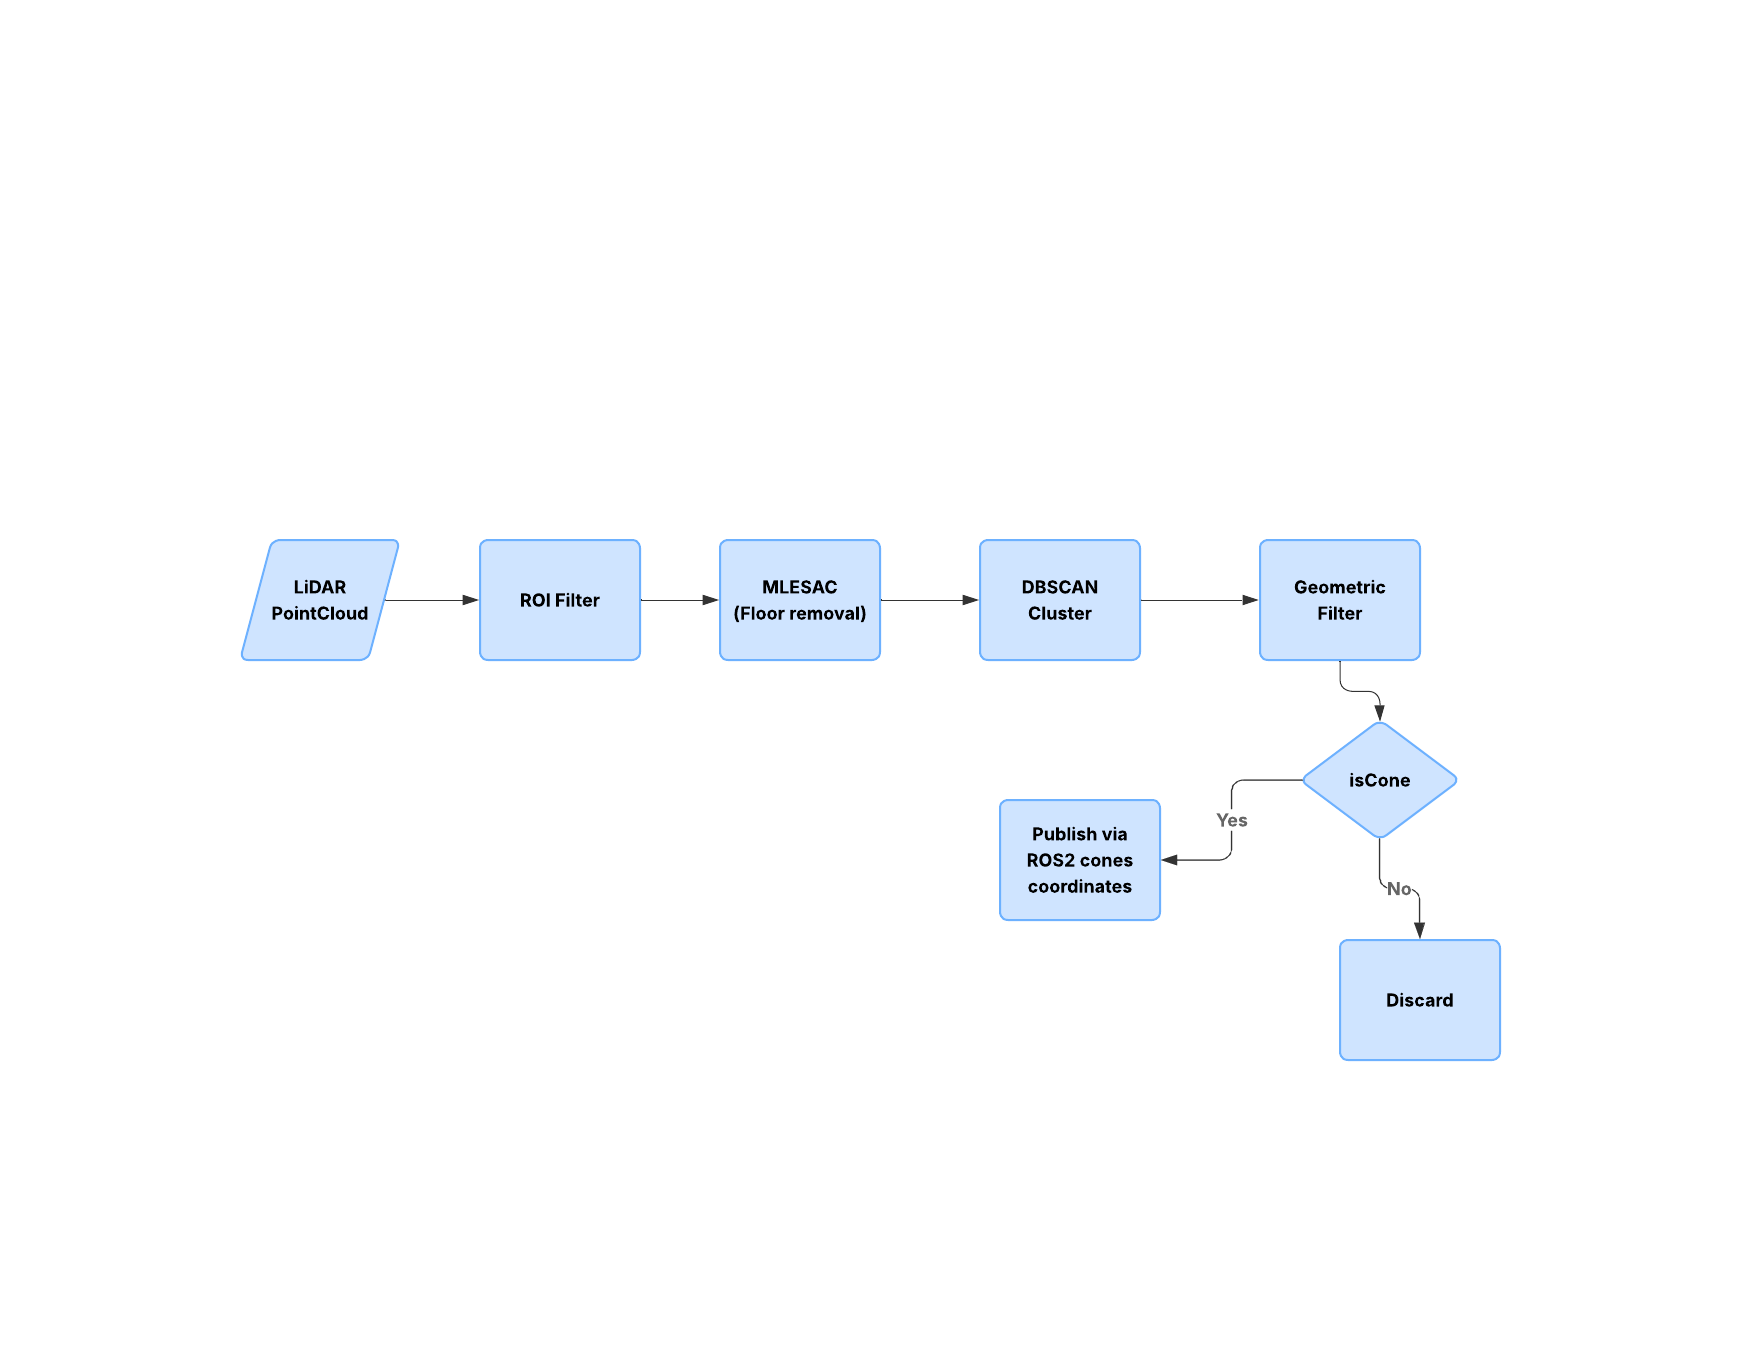 LiDAR
PointCloud
ROI Filter
MLESAC
(Floor removal)
DBSCAN
Cluster
Geometric
Filter
isCone
Yes
Publish via
ROS2 cones
coordinates
No
Discard